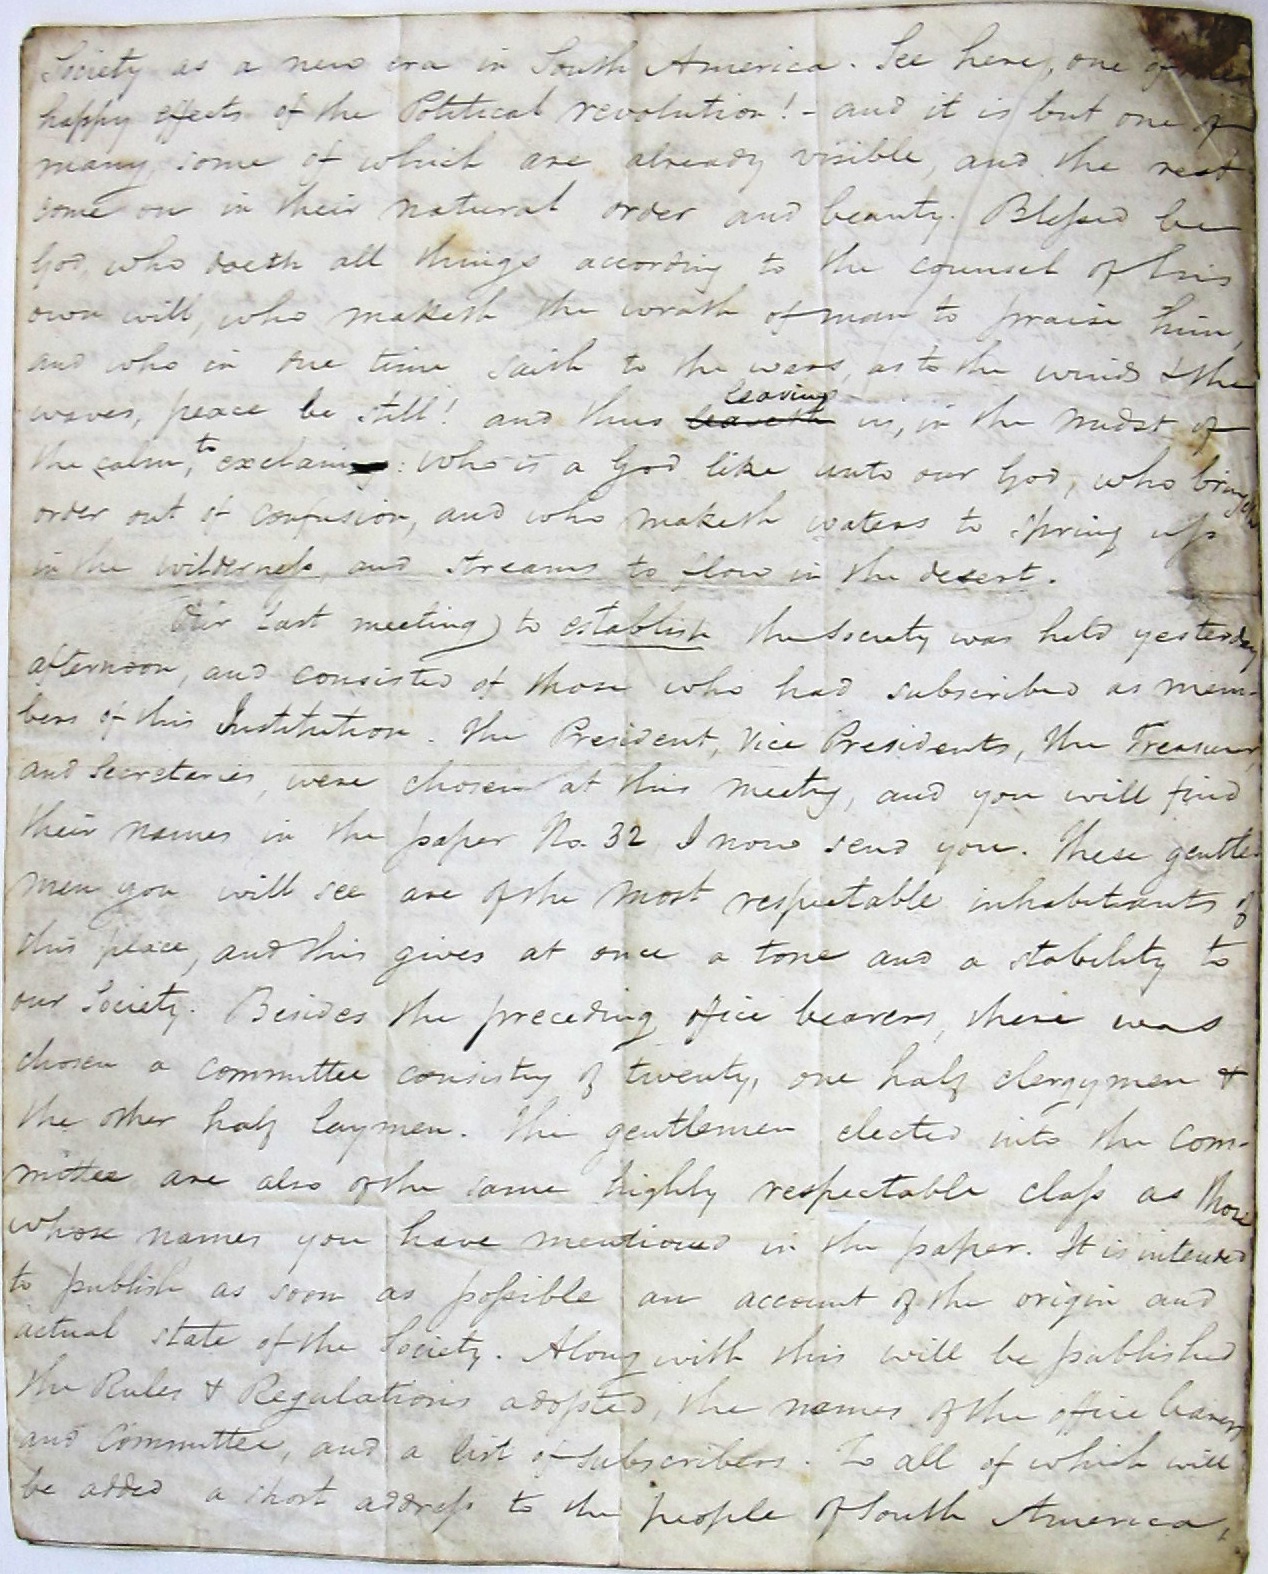 Society as a new era in South America. See here, one of
happy effects of the Political revolution! - and it is but one of
many, some of which are already visible, and the rest
come on in their natural order and beauty. Blessed be
God, who doeth all things according to the counsel of his
own will, who maketh the wrath of man to praise him,
and who in due time saith to the wars, as to the winds & the
waves, peace be still! and thus leaveth leaving us, in the midst of
the calm, to exclaim: who is a God like unto our God, who bringeth
order out of confusion, and who maketh waters to spring up
in the wilderness, and streams to flow in the desert.
Our last meeting to establish the Society was held yesterday
afternoon, and consisted of those who had subscribed as mem-
bers of this Institution. The President, Vice Presidents, the Treasurer,
and Secretaries, were chosen at this meetg, and you will find
their names in the paper No. 32 I now send you. These gentle
men you will see are of the most respectable inhabitants of
this place, and this gives at once a tone and a stability to
our Society. Besides the preceding office bearers, there was
chosen a committee consistg of twenty, one half clergymen &
the other half laymen. The gentlemen elected into the Com-
mittee are also of the same highly respectable class as those
whose names you have mentioned in the paper. It is intended
to publish as soon as possible an account of the origin and
actual state of the Society. Along with this will be published
the Rules & Regulations adopted, the names of the office bearers
and Committee, and a list of subscribers. To all of which will
be added a short address to the people of South America,